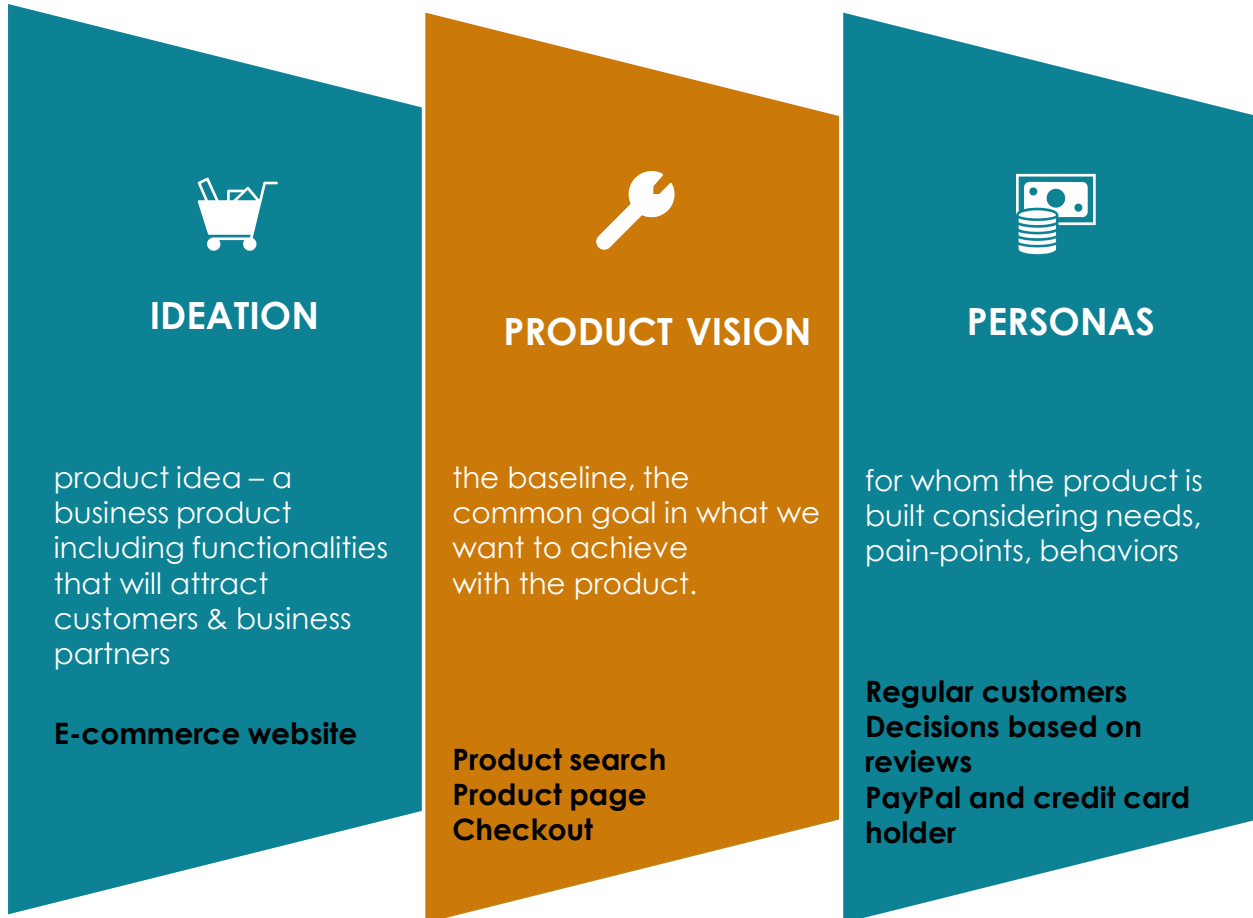 IDEATION
product idea – a
business product
including functionalities
that will attract
customers & business
partners
E-commerce website
PRODUCT VISION
the baseline, the
common goal in what we
want to achieve
with the product.
Product search
Product page
Checkout
PERSONAS
for whom the product is
built considering needs,
pain-points, behaviors
Regular customers
Decisions based on
reviews
PayPal and credit card
holder